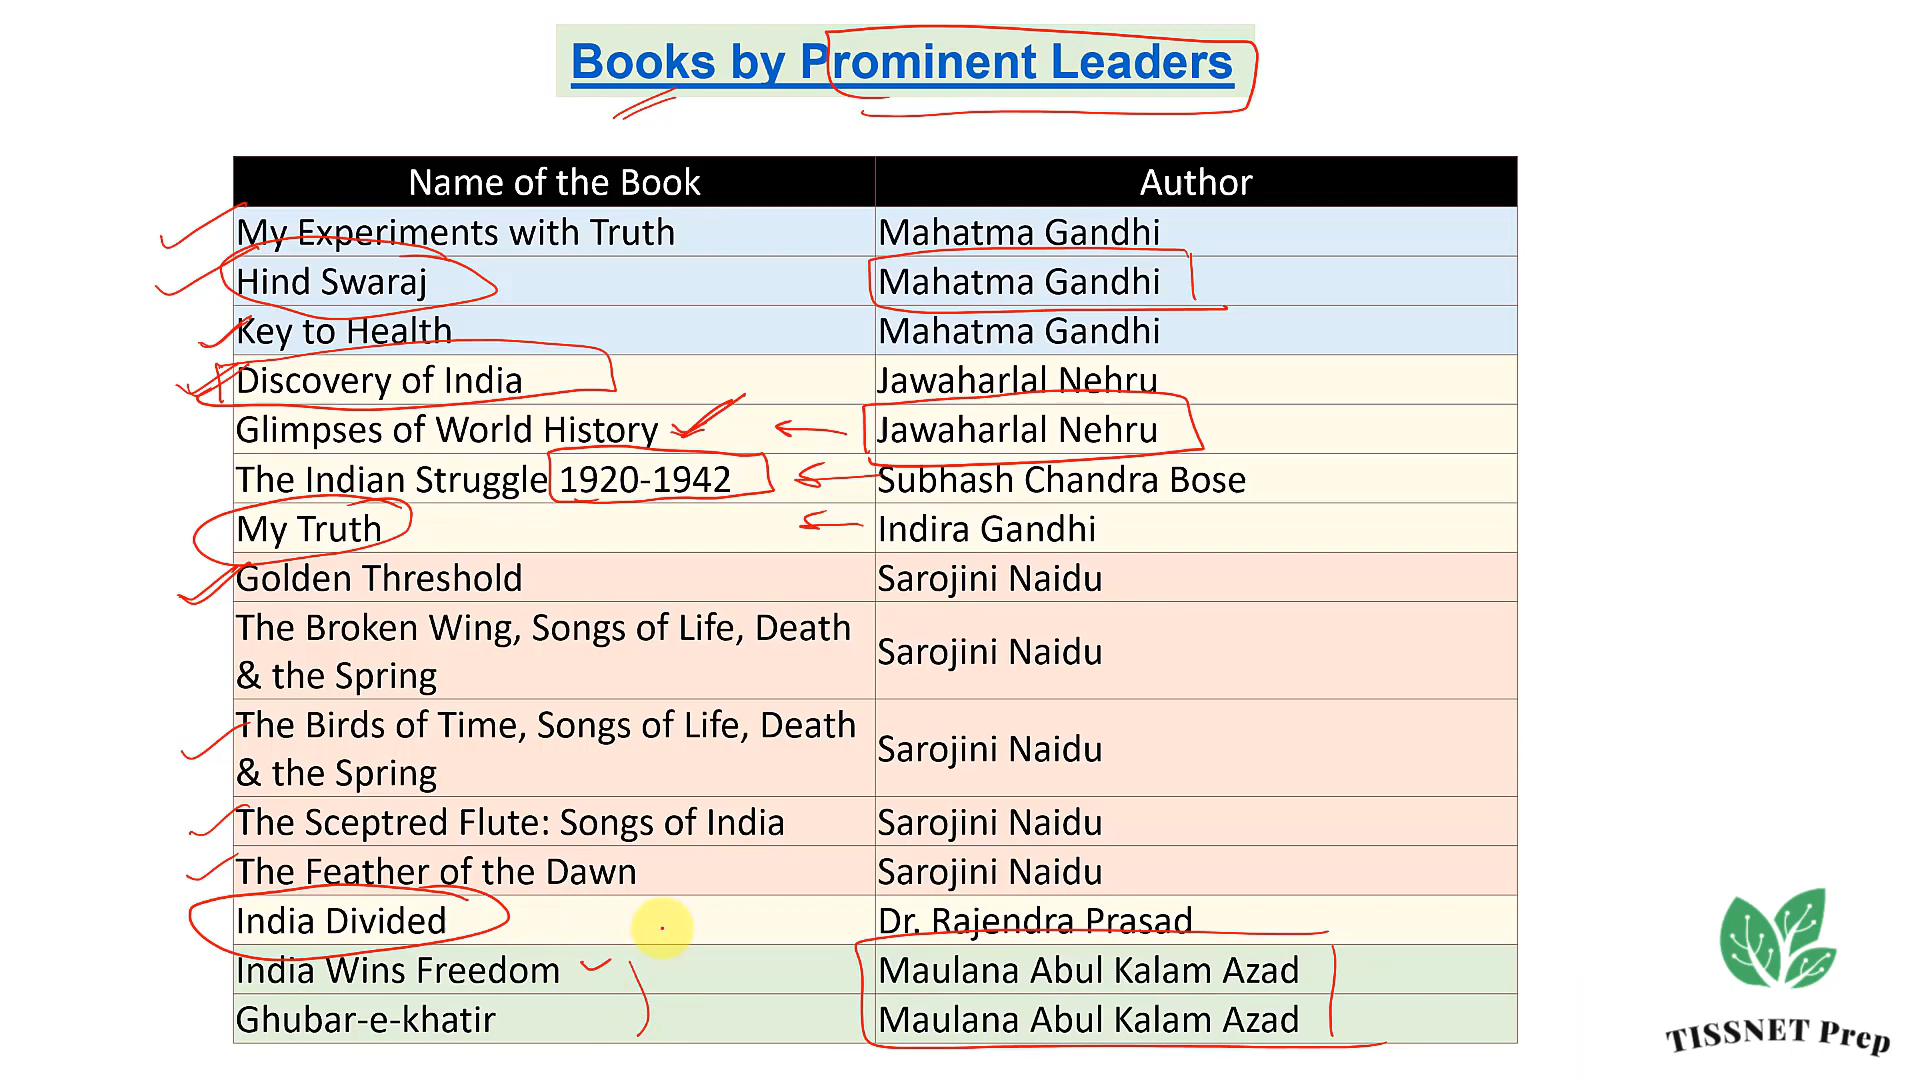 Books by Prominent Leaders
Name of the Book Author
My Experiments with Truth Mahatma Gandhi
Hind Swaraj Mahatma Gandhi
Key to Health Mahatma Gandhi
Discovery of India Jawaharlal Nehru
Glimpses of World History Jawaharlal Nehru
The Indian Struggle 1920-1942 Subhash Chandra Bose
My Truth Indira Gandhi
Golden Threshold Sarojini Naidu
The Broken Wing, Songs of Life, Death
& the Spring
Sarojini Naidu
The Birds of Time, Songs of Life, Death
& the Spring
Sarojini Naidu
The Sceptred Flute: Songs of India Sarojini Naidu
The Feather of the Dawn Sarojini Naidu
India Divided Dr. Rajendra Prasad
India Wins Freedom Maulana Abul Kalam Azad
Ghubar-e-khatir Maulana Abul Kalam Azad
TISSNET Prep